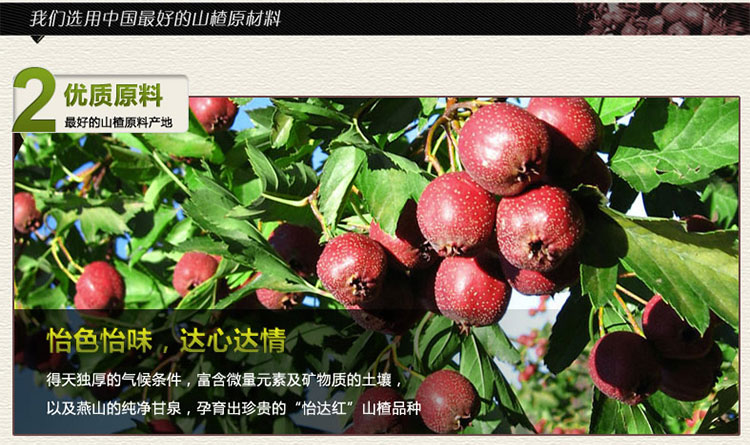 我们选用中国最好的山楂原材料
2 优质原料
最好的山楂原料产地
怡色怡味，达心达情
得天独厚的气候条件，富含微量元素及矿物质的土壤，
以及燕山的纯净甘泉，孕育出珍贵的“怡达红”山楂品种